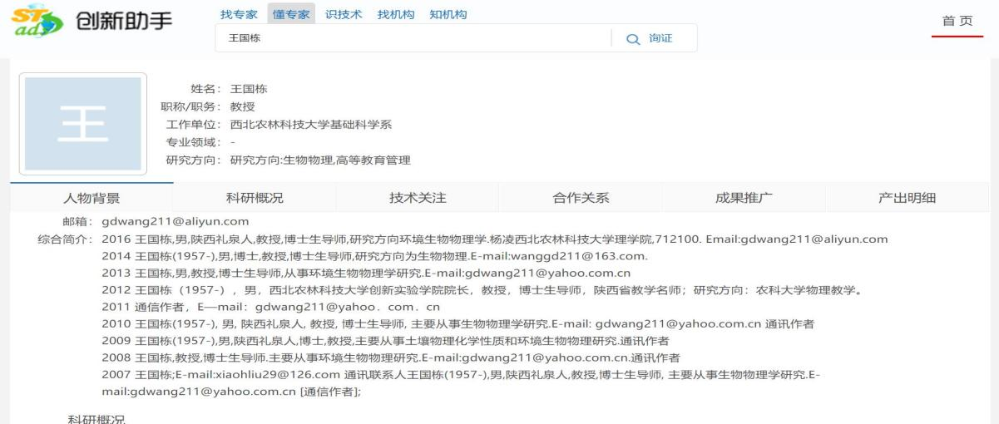 STads 创新助手
找专家 懂专家 识技术 找机构 知机构
首页
王国栋 询证
王
姓名： 王国栋
职称/职务： 教授
工作单位： 西北农林科技大学基础科学系
专业领域： -
研究方向： 研究方向:生物物理,高等教育管理
人物背景 科研概况 技术关注 合作关系 成果推广 产出明细
邮箱： gdwang211@aliyun.com
综合简介： 2016 王国栋,男,陕西礼泉人,教授,博士生导师,研究方向环境生物物理学.杨凌西北农林科技大学理学院,712100. Email:gdwang211@aliyun.com
2014 王国栋(1957-),男,博士,教授,博士生导师,研究方向为生物物理.E-mail:wanggd211@163.com.
2013 王国栋,男,教授,博士生导师,从事环境生物物理学研究.E-mail:gdwang211@yahoo.com.cn
2012 王国栋（1957-），男，西北农林科技大学创新实验学院院长，教授，博士生导师，陕西省教学名师；研究方向：农科大学物理教学。
2011 通信作者，E—mail：gdwang211@yahoo．com．cn
2010 王国栋(1957-), 男, 陕西礼泉人, 教授, 博士生导师, 主要从事生物物理学研究.E-mail: gdwang211@yahoo.com.cn 通讯作者
2009 王国栋(1957-),男,陕西礼泉人,博士,教授,主要从事土壤物理化学性质和环境生物物理研究.通讯作者
2008 王国栋,教授,博士生导师.主要从事环境生物物理研究.E-mail:gdwang211@yahoo.com.cn.通讯作者
2007 王国栋;E-mail:xiaohliu29@126.com 通讯联系人王国栋(1957-),男,陕西礼泉人,教授,博士生导师, 主要从事生物物理学研究.E-
mail:gdwang211@yahoo.com.cn [通信作者];
科研概况